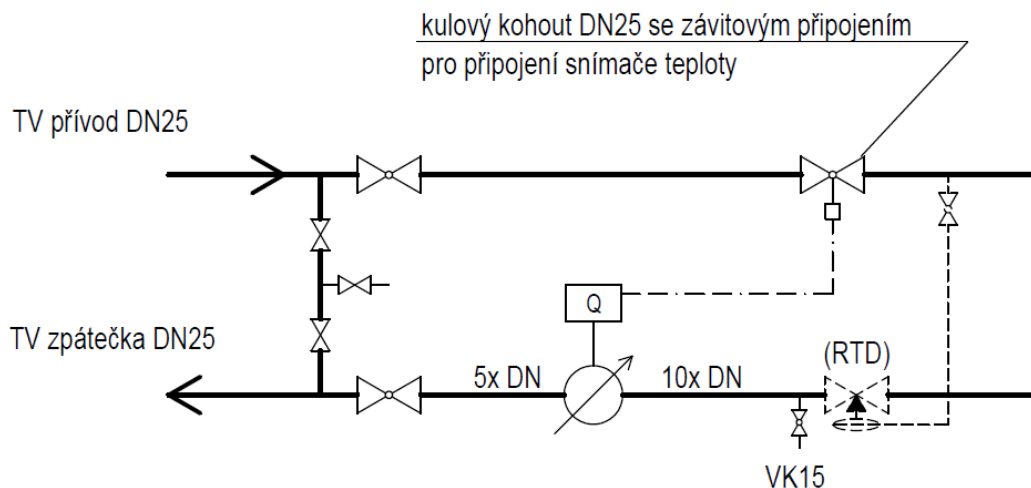 kulový kohout DN25 se závitovým připojením
pro připojení snímače teploty
TV přívod DN25
Q
TV zpátečka DN25
5x DN
10x DN
(RTD)
VK15